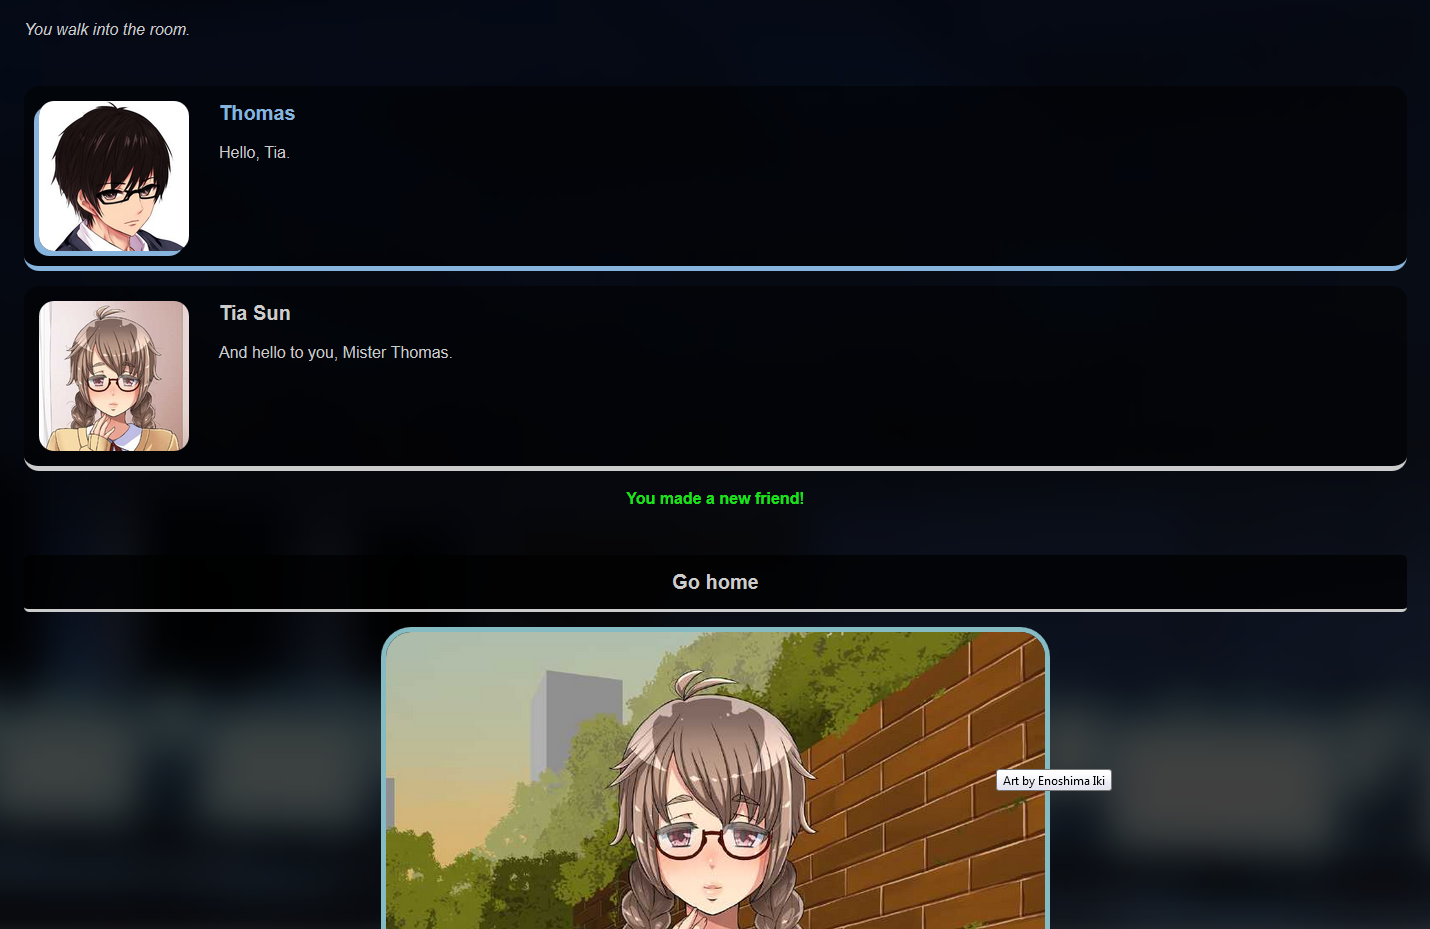 You walk into the room.
Thomas
Hello, Tia.
Tia Sun
And hello to you, Mister Thomas.
You made a new friend!
Go home
Art by Enoshima Iki